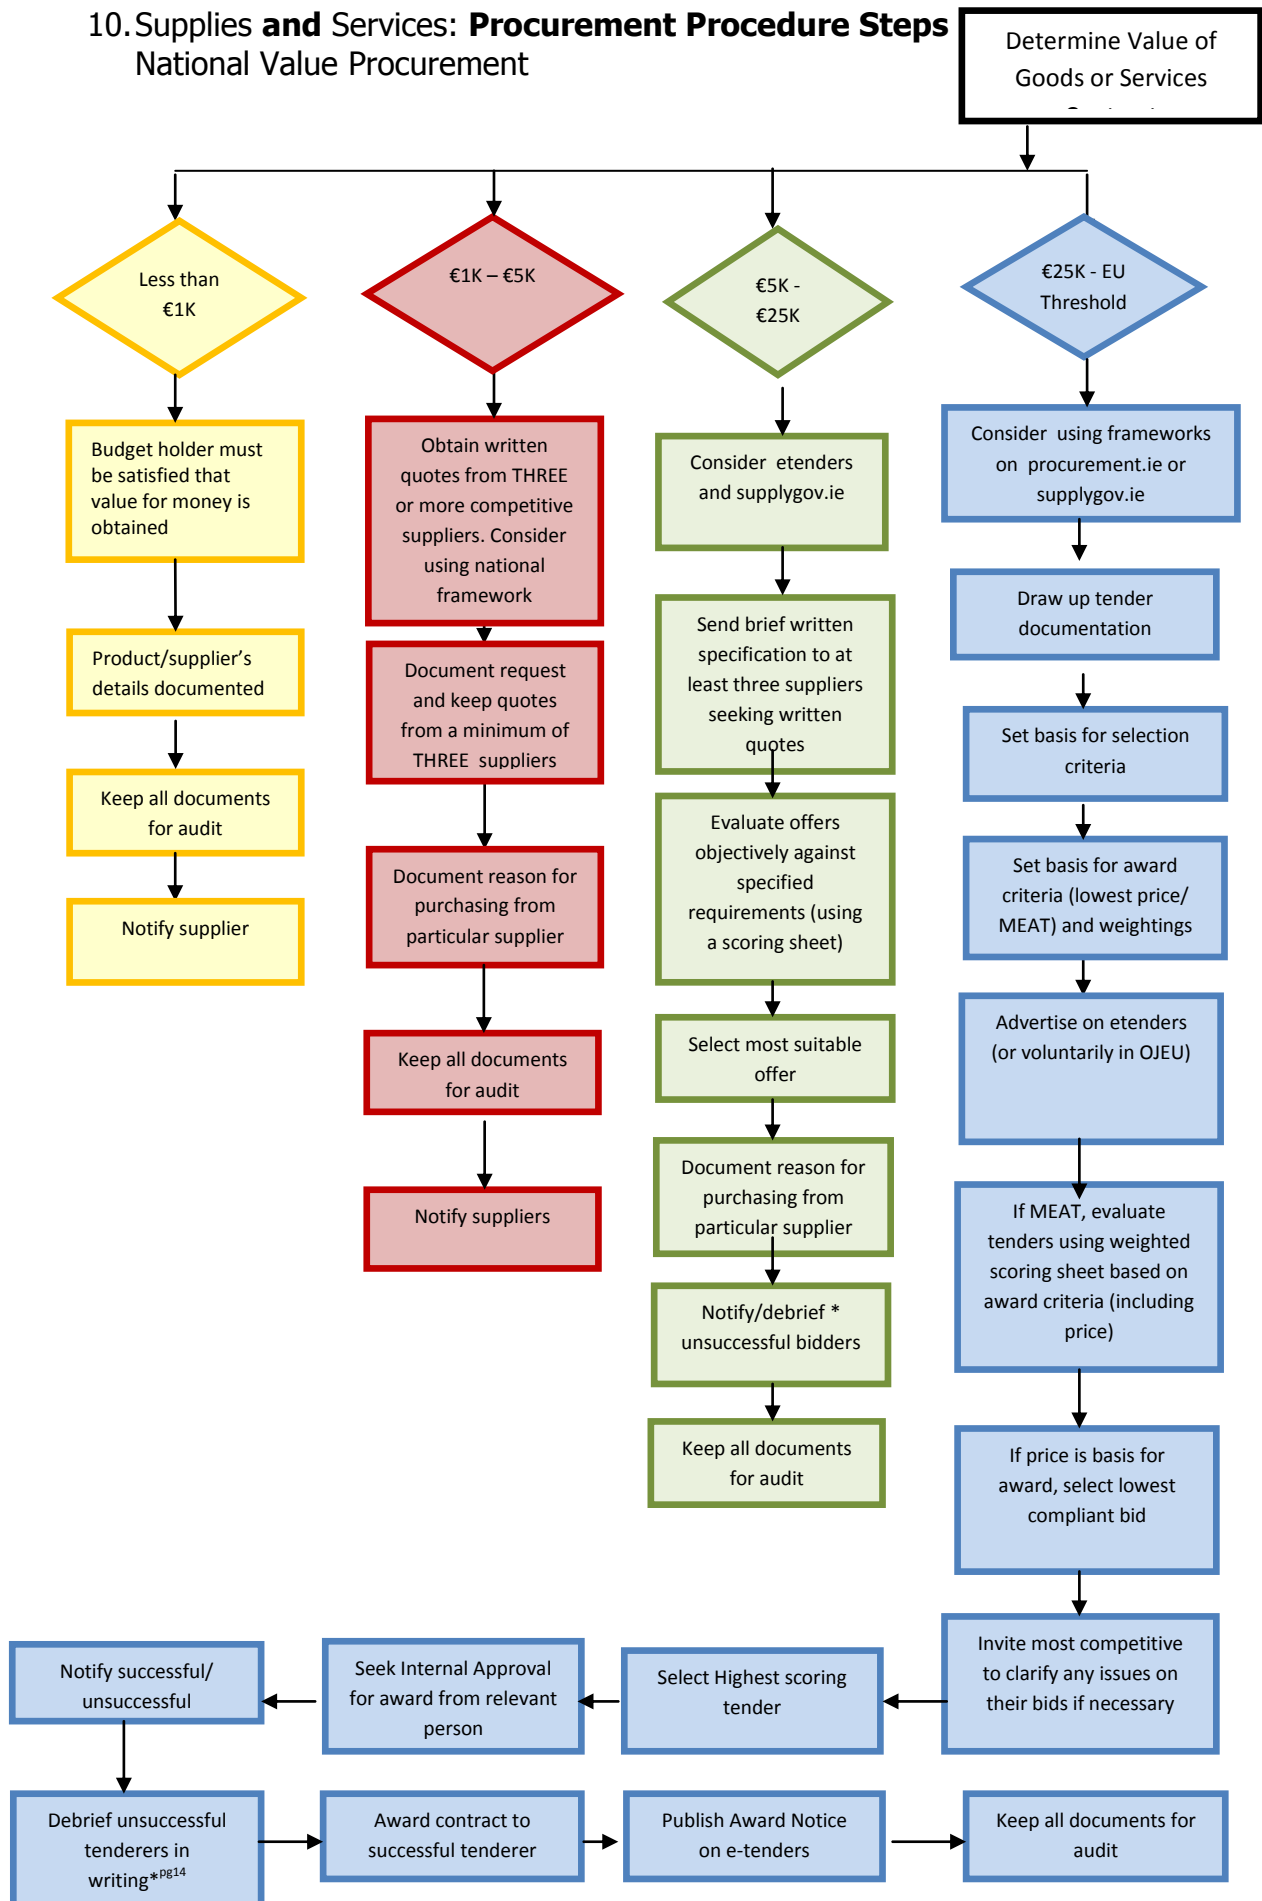 10. Supplies and Services: Procurement Procedure Steps
National Value Procurement
Determine Value of
Goods or Services
Less than
€1K
€1K – €5K
€5K -
€25K
€25K - EU
Threshold
Budget holder must
be satisfied that
value for money is
obtained
Product/supplier’s
details documented
Keep all documents
for audit
Notify supplier
Obtain written
quotes from THREE
or more competitive
suppliers. Consider
using national
framework
Document request
and keep quotes
from a minimum of
THREE suppliers
Document reason for
purchasing from
particular supplier
Keep all documents
for audit
Notify suppliers
Consider etenders
and supplygov.ie
Send brief written
specification to at
least three suppliers
seeking written
quotes
Evaluate offers
objectively against
specified
requirements (using
a scoring sheet)
Select most suitable
offer
Document reason for
purchasing from
particular supplier
Notify/debrief *
unsuccessful bidders
Keep all documents
for audit
Consider using frameworks
on procurement.ie or
supplygov.ie
Draw up tender
documentation
Set basis for selection
criteria
Set basis for award
criteria (lowest price/
MEAT) and weightings
Advertise on etenders
(or voluntarily in OJEU)
If MEAT, evaluate
tenders using weighted
scoring sheet based on
award criteria (including
price)
If price is basis for
award, select lowest
compliant bid
Invite most competitive
to clarify any issues on
their bids if necessary
Select Highest scoring
tender
Seek Internal Approval
for award from relevant
person
Notify successful/
unsuccessful
Debrief unsuccessful
tenderers in
writing*pg14
Award contract to
successful tenderer
Publish Award Notice
on e-tenders
Keep all documents for
audit